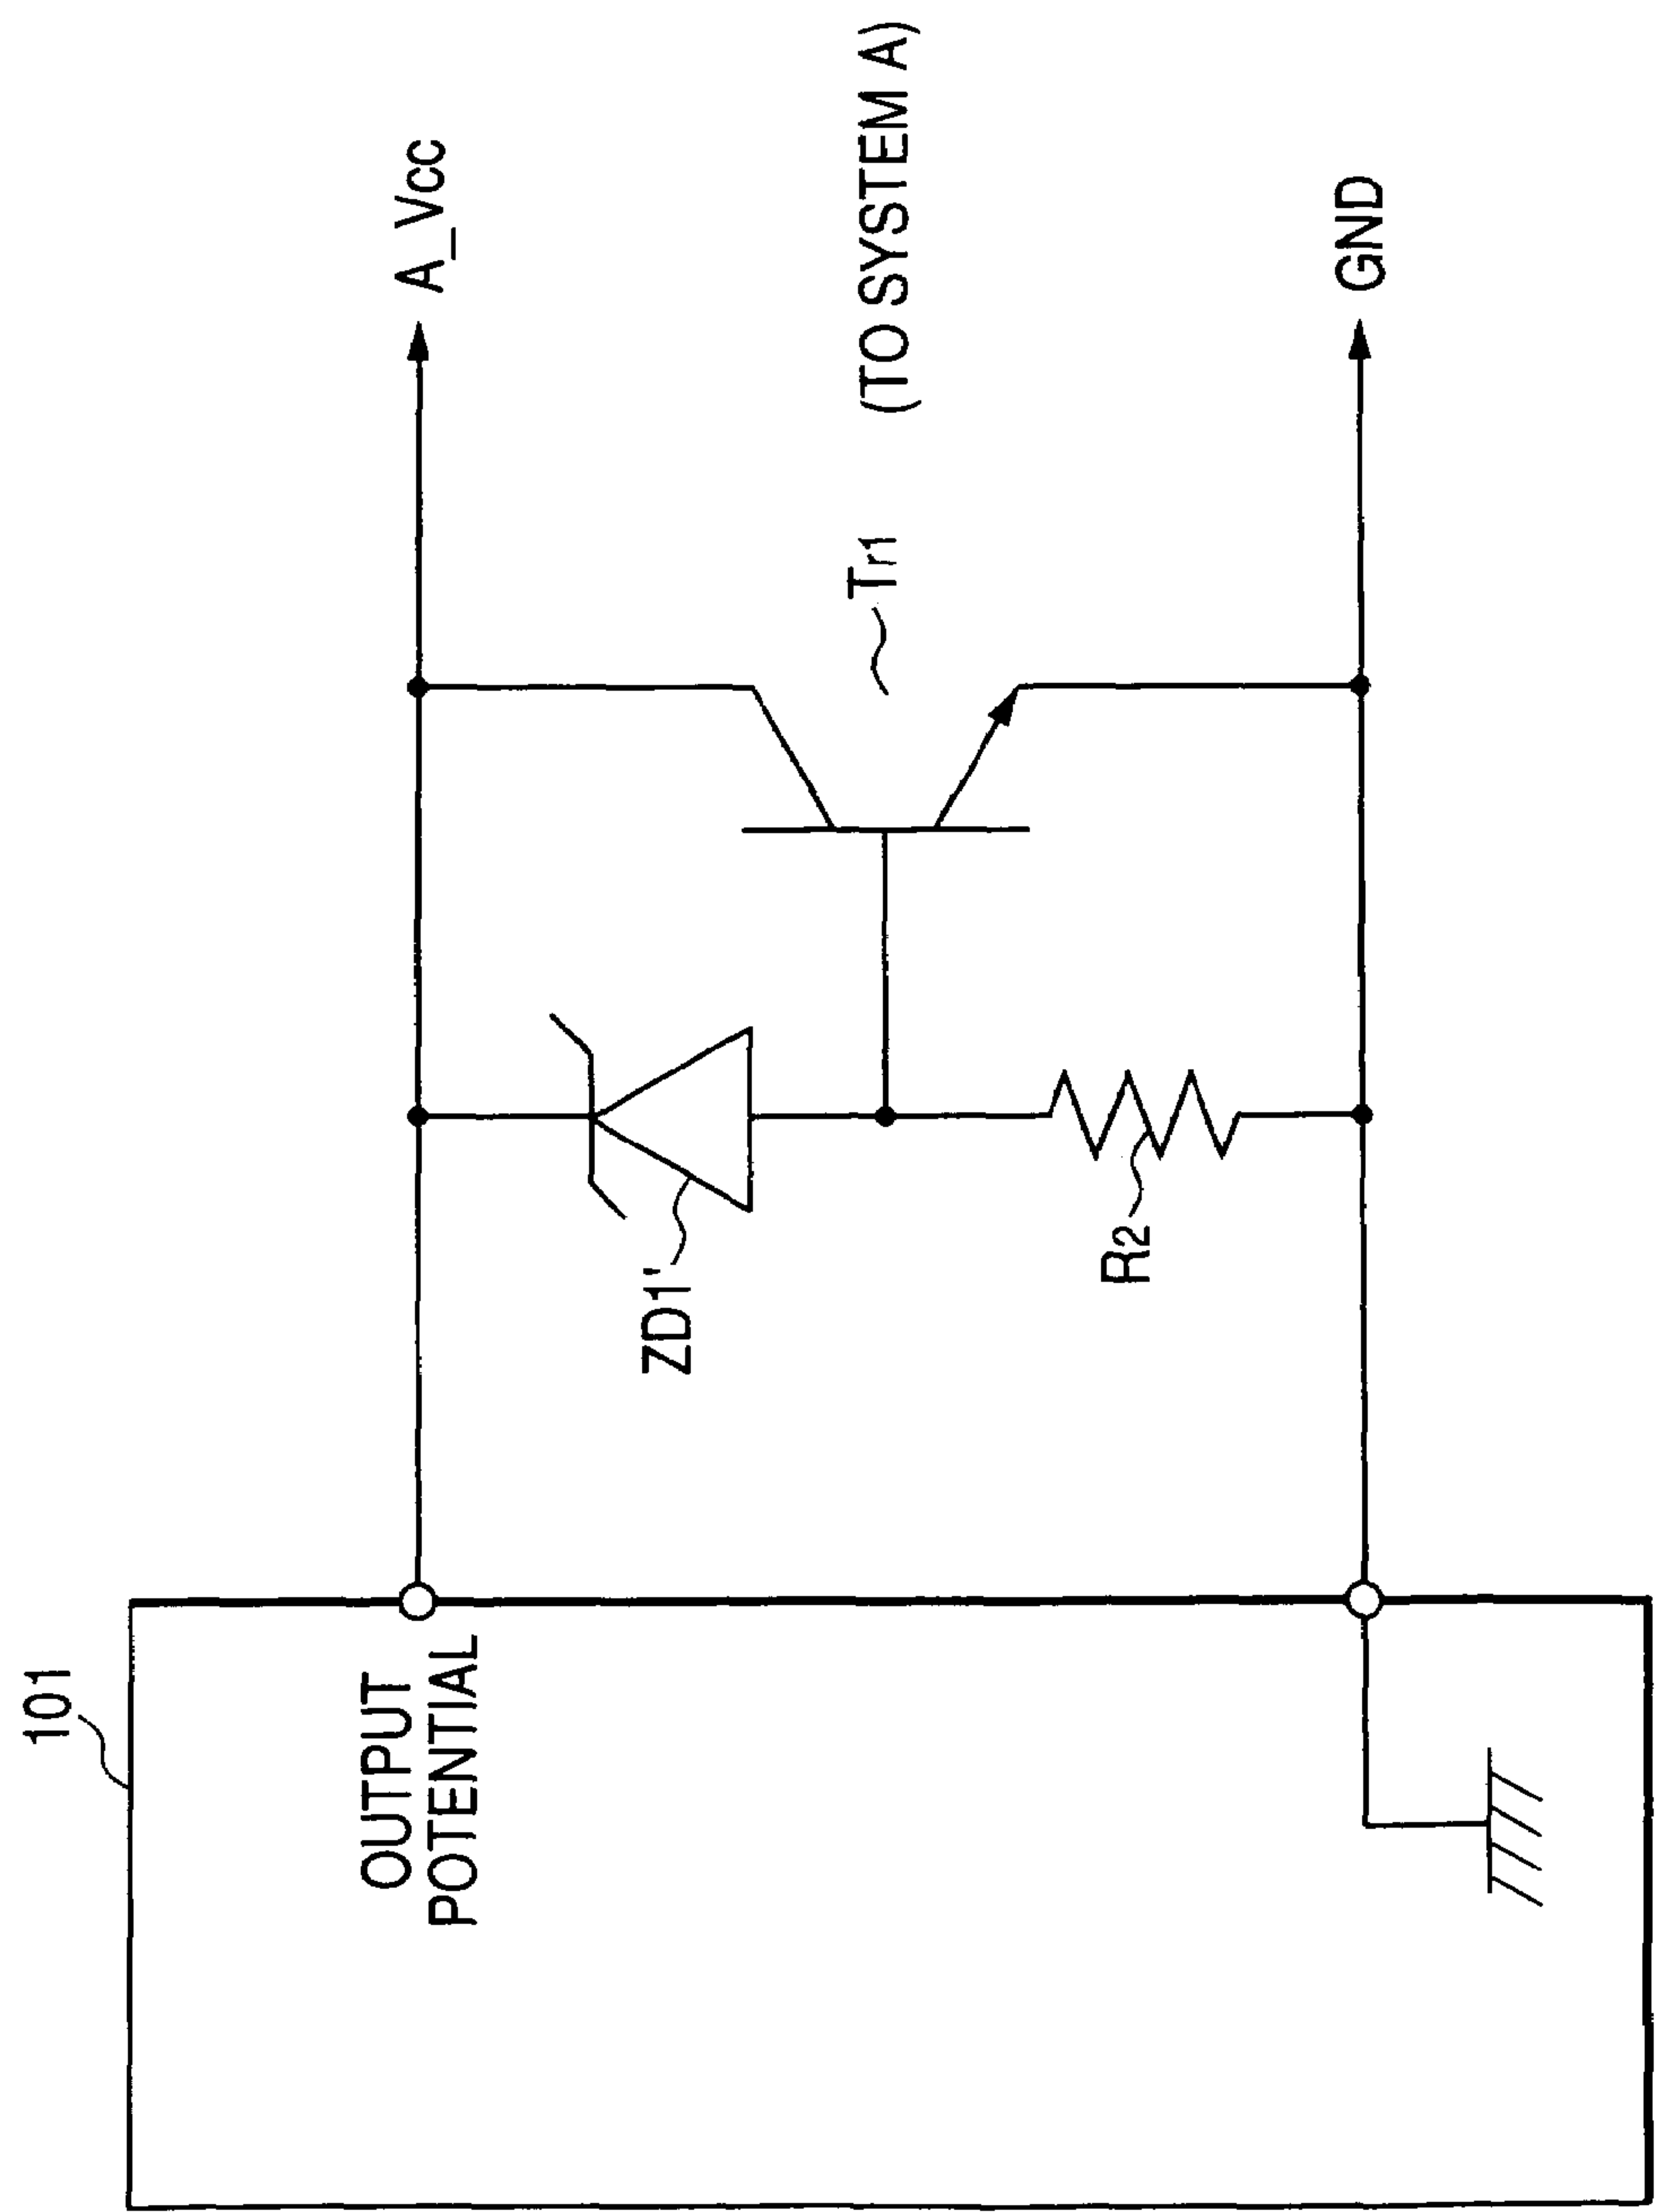 101
OUTPUT
POTENTIAL
ZD1'
R2
Tr1
A_Vcc
(TO SYSTEM A)
GND